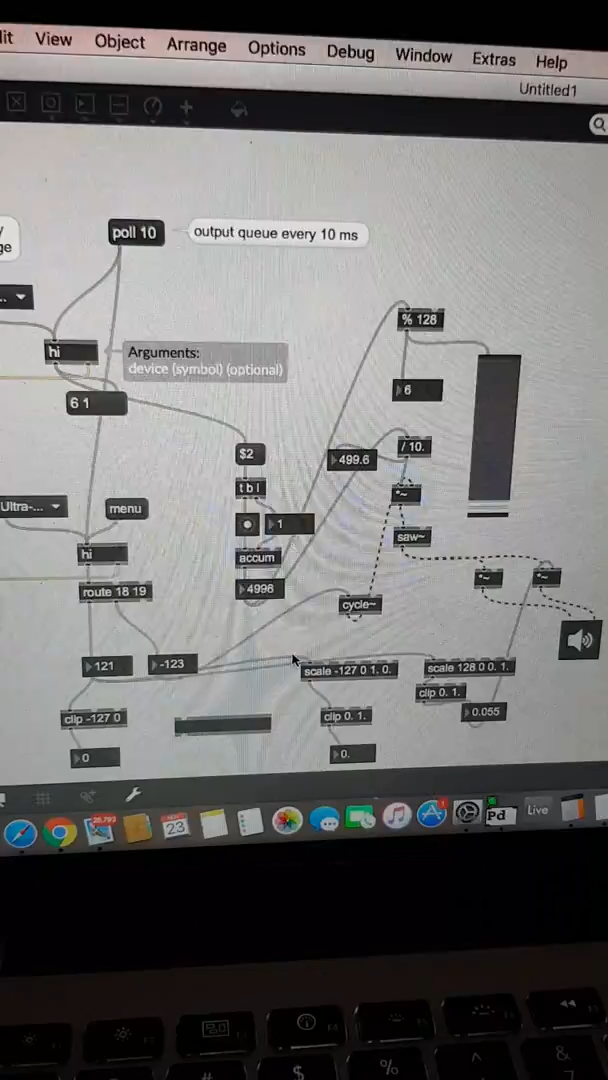 View Object Arrange Options Debug Window Extras Help
Untitled1
poll 10
output queue every 10 ms
ge
hi
Arguments:
device (symbol) (optional)
6 1
% 128
6
/ 10.
499.6
$2
t b l
*~
1
Ultra-...
menu
saw~
hi
accum
*~
*~
route 18 19
4998
cycle~
121
-123
scale -127 0 1. 0.
scale 128 0 0. 1.
clip 0. 1.
clip -127 0
clip 0. 1.
0.055
0
0.
23
Pd
Live
$
%
^
&
7